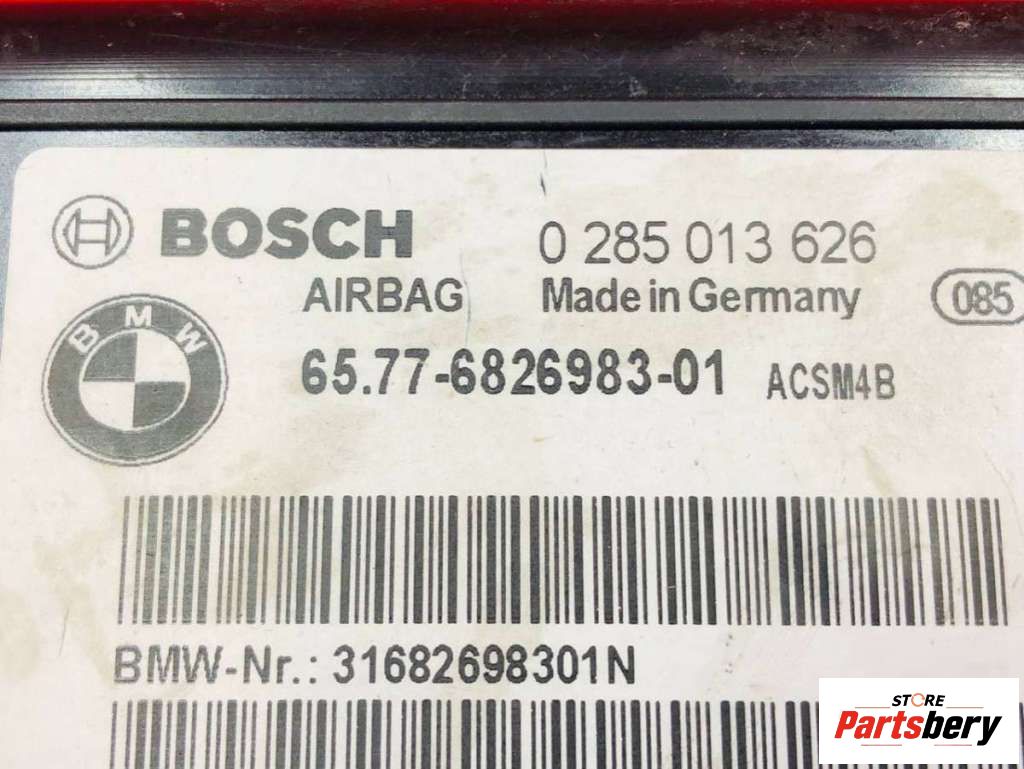 BOSCH 0 285 013 626
AIRBAG Made in Germany 085
BMW
65.77-6826983-01 ACSM4B
BMW-Nr.: 31682698301N
STORE
Partsbery